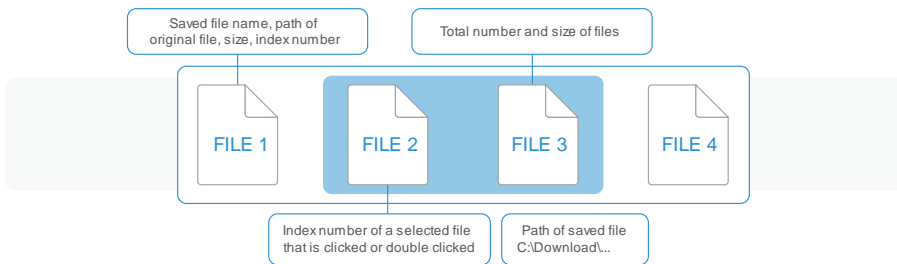 Saved file name, path of
original file, size, index number
Total number and size of files
FILE 1
FILE 2
FILE 3
FILE 4
Index number of a selected file
that is clicked or double clicked
Path of saved file
C:\Download\...